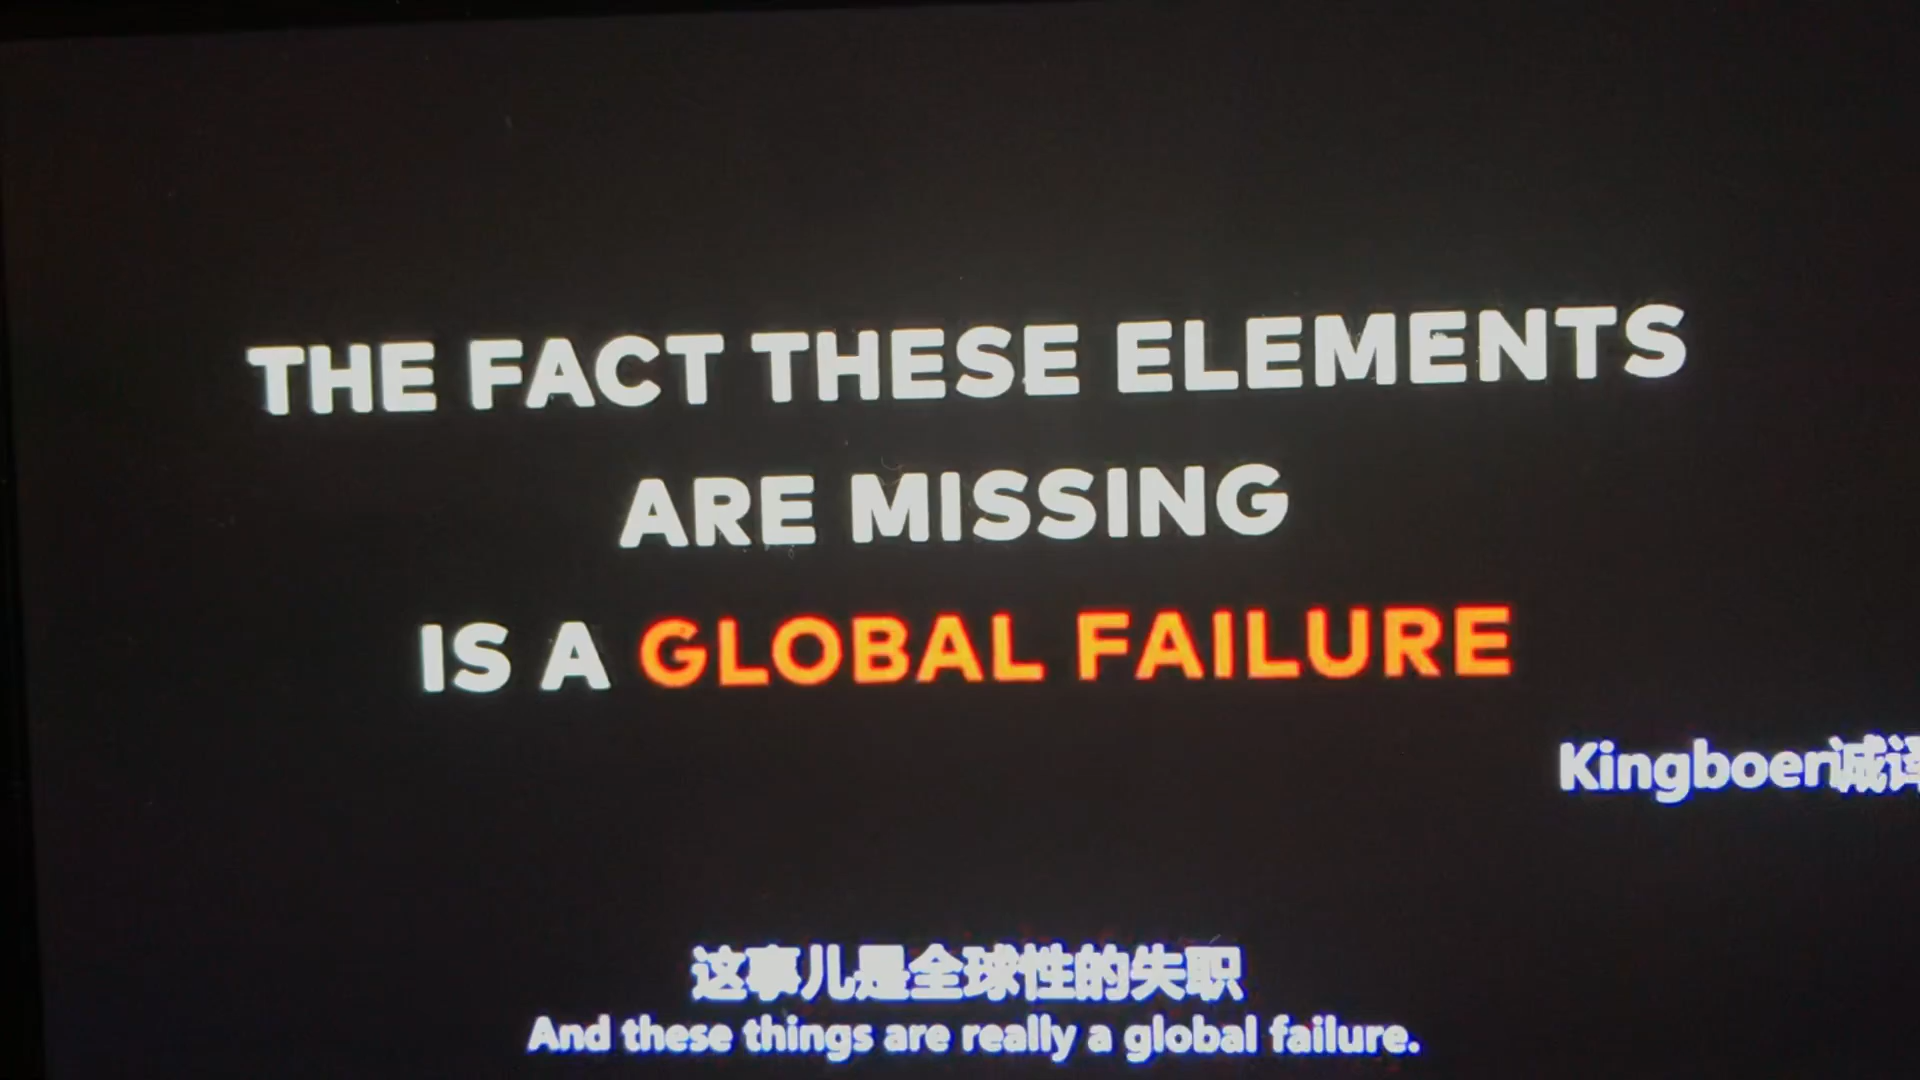 THE FACT THESE ELEMENTS
ARE MISSING
IS A GLOBAL FAILURE
Kingboer诚译
这事儿是全球性的失职
And these things are really a global failure.